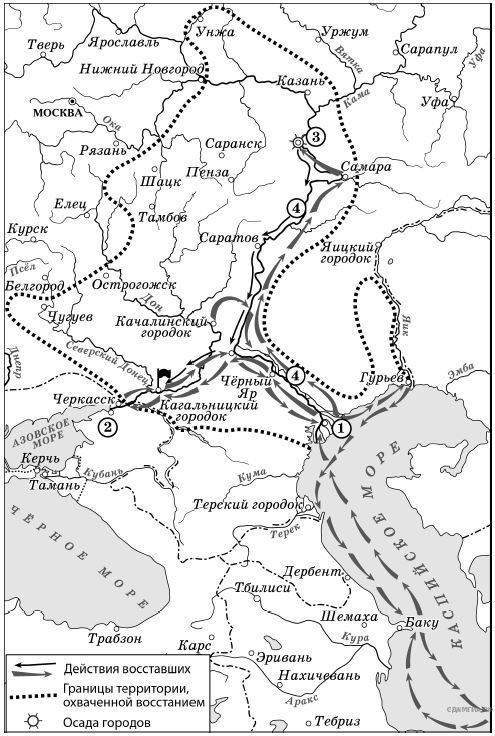 Унжа
Уржум
Тверь
Ярославль
Вятка
Сарапул
Уфа
Нижний Новгород
Казань
Кама
Уфа
МОСКВА
Ока
3
Рязань
Саранск
Самара
Шацк
Пенза
4
Елец
Тамбов
Курск
Саратов
Яицкий
городок
Псёл
Белгород
Острогожск
Дон
Чугуев
Качалинский
городок
Яик
Северский Донец
Днепр
4
Чёрный
Яр
Гурьев
Эмба
Черкасск
Кагальницкий
городок
2
1
АЗОВСКОЕ
МОРЕ
Керчь
Кубань
Тамань
Кума
ЧЁРНОЕ МОРЕ
КАСПИЙСКОЕ МОРЕ
Терский городок
Терек
Дербент
Тбилиси
Шемаха
Баку
Трабзон
Карс
Кура
Эривань
Нахичевань
Аракс
Тебриз
Действия восставших
Границы территории,
охваченной восстанием
Осада городов